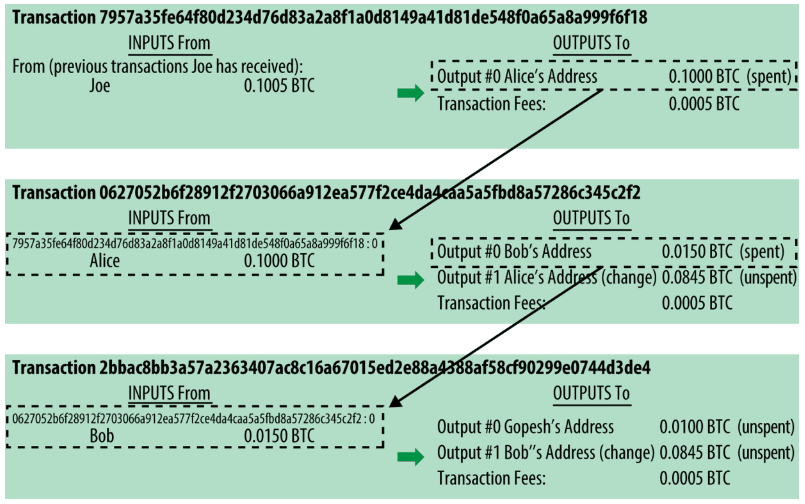 Transaction 7957a35fe64f80d234d76d83a2a8f1a0d8149a41d81de548f0a65a8a999f6f18
INPUTS From
OUTPUTS To
From (previous transactions Joe has received):
Joe 0.1005 BTC
Output #0 Alice's Address 0.1000 BTC (spent)
Transaction Fees: 0.0005 BTC
Transaction 0627052b6f28912f2703066a912ea577f2ce4da4caa5a5fbd8a57286c345c2f2
INPUTS From
OUTPUTS To
7957a35fe64f80d234d76d83a2a8f1a0d8149a41d81de548f0a65a8a999f6f18 : 0
Alice 0.1000 BTC
Output #0 Bob's Address 0.0150 BTC (spent)
Output #1 Alice's Address (change) 0.0845 BTC (unspent)
Transaction Fees: 0.0005 BTC
Transaction 2bbac8bb3a57a2363407ac8c16a67015ed2e88a4388af58cf90299e0744d3de4
INPUTS From
OUTPUTS To
0627052b6f28912f2703066a912ea577f2ce4da4caa5a5fbd8a57286c345c2f2 : 0
Bob 0.0150 BTC
Output #0 Gopesh's Address 0.0100 BTC (unspent)
Output #1 Bob''s Address (change) 0.0845 BTC (unspent)
Transaction Fees: 0.0005 BTC